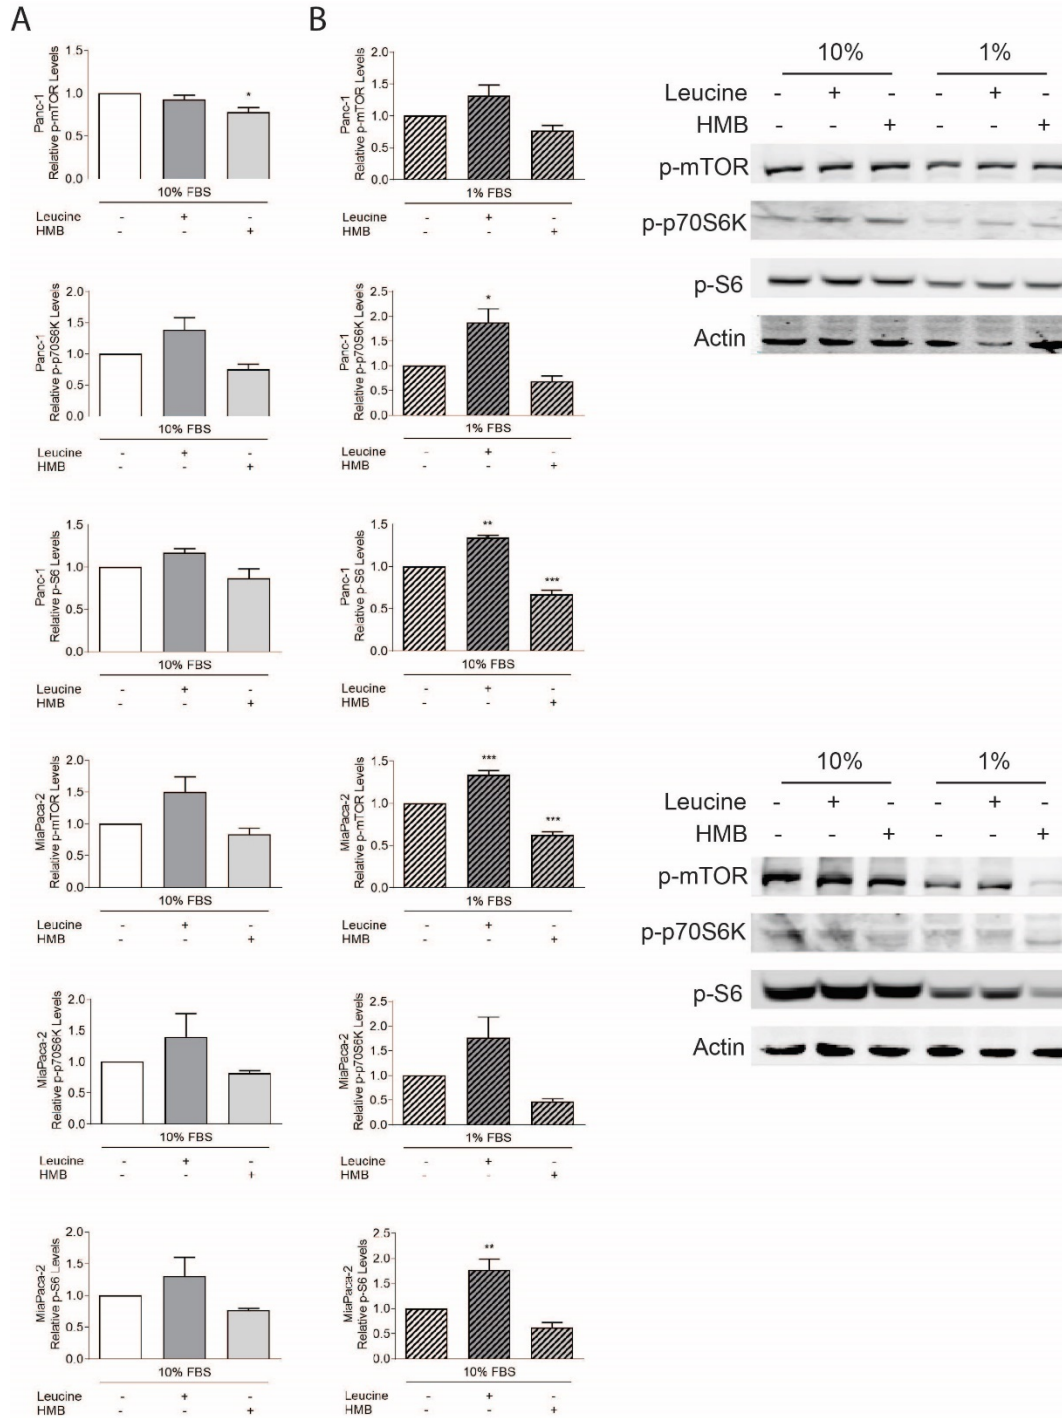 A
B
Panc-1
Relative p-mTOR Levels
1.5
1.0
0.5
0.0
*
10% FBS
Leucine - + -
HMB - - +
Panc-1
Relative p-mTOR Levels
2.0
1.5
1.0
0.5
0.0
1% FBS
Leucine - + -
HMB - - +
10% 1%
Leucine - + - - + -
HMB - - + - - +
p-mTOR
p-p70S6K
p-S6
Actin
Panc-1
Relative p-p70S6K Levels
2.0
1.5
1.0
0.5
0.0
10% FBS
Leucine - + -
HMB - - +
Panc-1
Relative p-p70S6K Levels
2.5
2.0
1.5
1.0
0.5
0.0
*
1% FBS
Leucine - + -
HMB - - +
Panc-1
Relative p-S6 Levels
1.5
1.0
0.5
0.0
10% FBS
Leucine - + -
HMB - - +
Panc-1
Relative p-S6 Levels
1.5
1.0
0.5
0.0
**
***
10% FBS
Leucine - + -
HMB - - +
MiaPaca-2
Relative p-mTOR Levels
2.0
1.5
1.0
0.5
0.0
10% FBS
Leucine - + -
HMB - - +
MiaPaca-2
Relative p-mTOR Levels
1.5
1.0
0.5
0.0
***
***
1% FBS
Leucine - + -
HMB - - +
10% 1%
Leucine - + - - + -
HMB - - + - - +
p-mTOR
p-p70S6K
p-S6
Actin
MiaPaca-2
Relative p-p70S6K Levels
2.0
1.5
1.0
0.5
0.0
10% FBS
Leucine - + -
HMB - - +
MiaPaca-2
Relative p-p70S6K Levels
2.5
2.0
1.5
1.0
0.5
0.0
1% FBS
Leucine - + -
HMB - - +
MiaPaca-2
Relative p-S6 Levels
2.0
1.5
1.0
0.5
0.0
10% FBS
Leucine - + -
HMB - - +
MiaPaca-2
Relative p-S6 Levels
2.5
2.0
1.5
1.0
0.5
0.0
**
10% FBS
Leucine - + -
HMB - - +